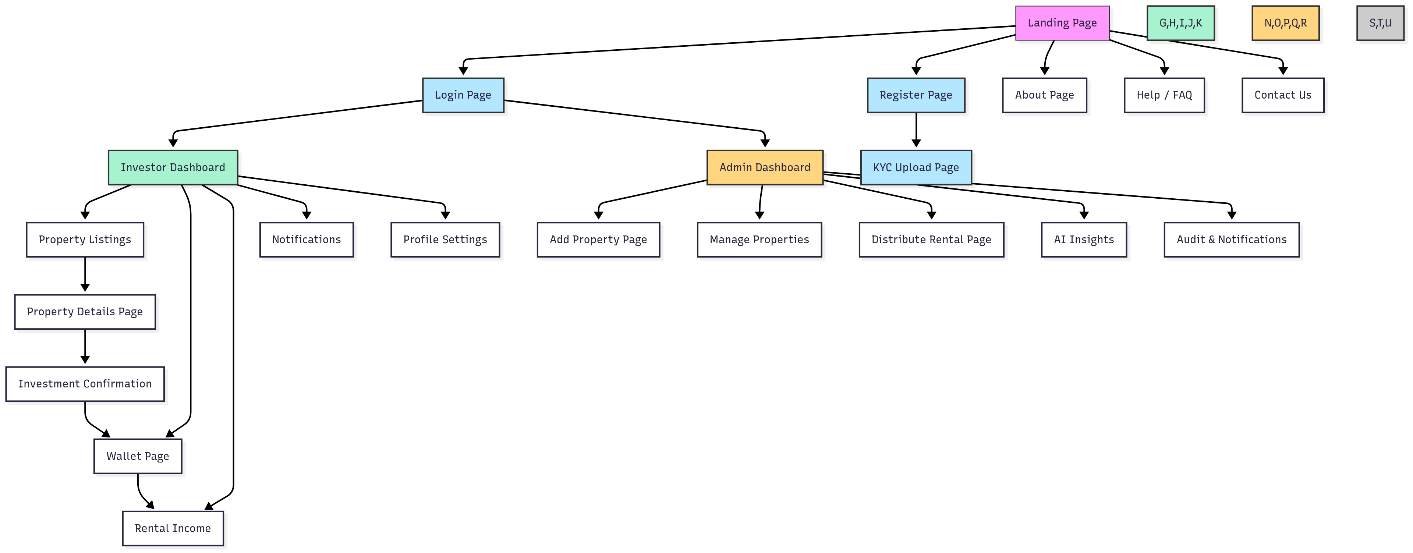 Landing Page
G,H,I,J,K
N,O,P,Q,R
S,T,U
Login Page
Register Page
About Page
Help / FAQ
Contact Us
Investor Dashboard
Admin Dashboard
KYC Upload Page
Property Listings
Notifications
Profile Settings
Add Property Page
Manage Properties
Distribute Rental Page
AI Insights
Audit & Notifications
Property Details Page
Investment Confirmation
Wallet Page
Rental Income